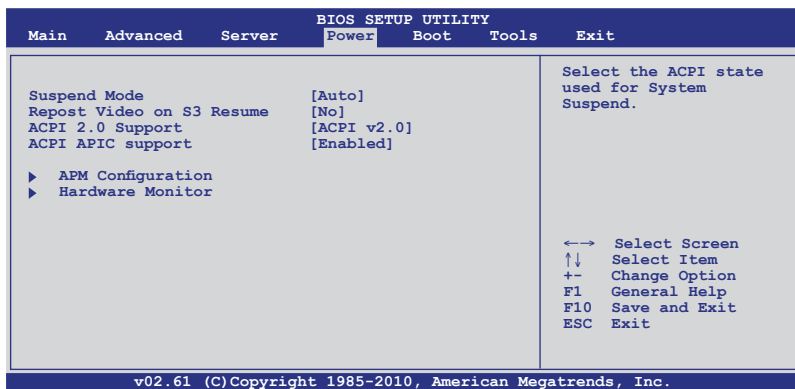 BIOS SETUP UTILITY
Main Advanced Server Power Boot Tools Exit
Suspend Mode [Auto]
Repost Video on S3 Resume [No]
ACPI 2.0 Support [ACPI v2.0]
ACPI APIC support [Enabled]
APM Configuration
Hardware Monitor
Select the ACPI state
used for System
Suspend.
←→ Select Screen
↑↓ Select Item
+- Change Option
F1 General Help
F10 Save and Exit
ESC Exit
v02.61 (C)Copyright 1985-2010, American Megatrends, Inc.